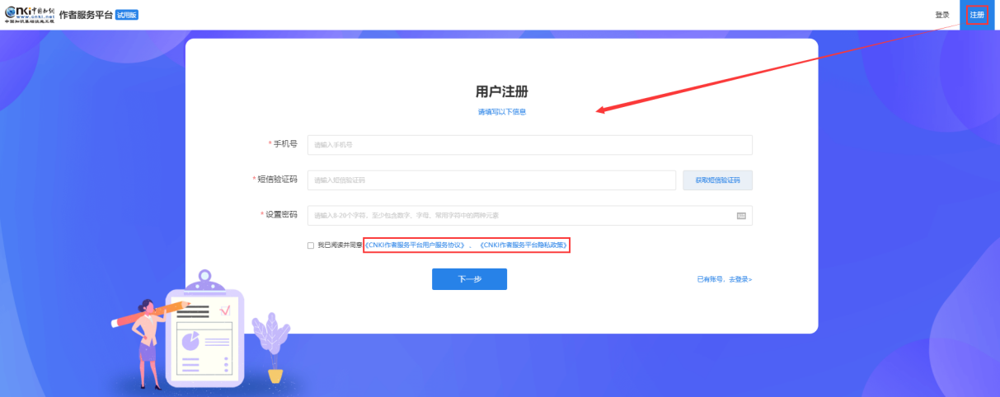 cnki中国知网
www.cnki.net
中国知识基础设施工程
作者服务平台 试用版
登录 注册
用户注册
请填写以下信息
*手机号 请输入手机号
*短信验证码 请输入短信验证码 获取短信验证码
*设置密码 请输入8-20个字符，至少包含数字、字母、常用字符中的两种元素
我已阅读并同意《CNKI作者服务平台用户服务协议》、《CNKI作者服务平台隐私政策》
下一步
已有账号，去登录»